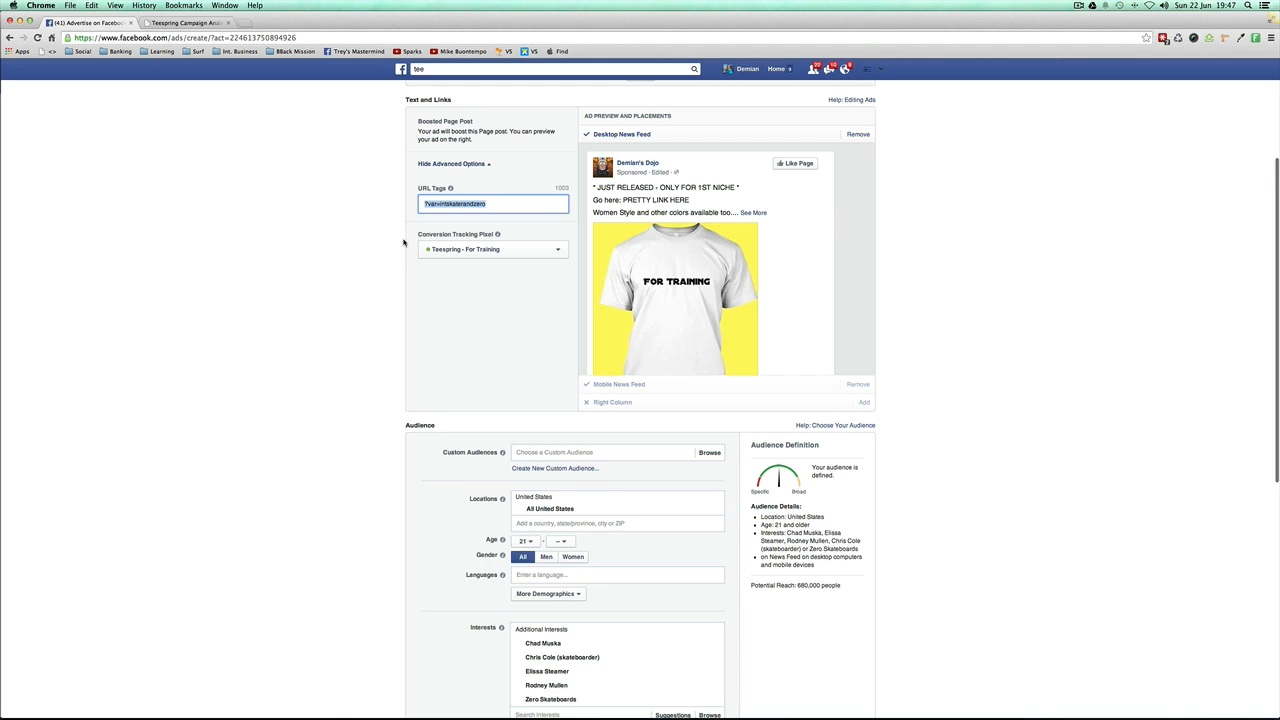 Chrome File Edit View History Bookmarks Window Help Sun 22 Jun 19:47
(41) Advertise on Facebook Teespring Campaign Anal
https://www.facebook.com/ads/create/?act=224613750894926
Apps <> Social Banking Learning Surf Int. Business BBack Mission Trey's Mastermind Sparks Mike Buontempo VS VS Find
tee Demian Home 9 22 10 9
Text and Links Help: Editing Ads
Boosted Page Post
Your ad will boost this Page post. You can preview
your ad on the right.
Hide Advanced Options
URL Tags 1003
?var=intskaterandzero
Conversion Tracking Pixel
Teespring - For Training
AD PREVIEW AND PLACEMENTS
Desktop News Feed Remove
Demian's Dojo Like Page
Sponsored · Edited ·
* JUST RELEASED - ONLY FOR 1ST NICHE *
Go here: PRETTY LINK HERE
Women Style and other colors available too.... See More
FOR TRAINING
Mobile News Feed Remove
Right Column Add
Audience Help: Choose Your Audience
Custom Audiences Choose a Custom Audience Browse
Create New Custom Audience...
Locations United States
All United States
Add a country, state/province, city or ZIP
Age 21 - --
Gender All Men Women
Languages Enter a language...
More Demographics
Interests Additional Interests
Chad Muska
Chris Cole (skateboarder)
Elissa Steamer
Rodney Mullen
Zero Skateboards
Search interests Suggestions Browse
Audience Definition
Your audience is
defined.
Specific Broad
Audience Details:
Location: United States
Age: 21 and older
Interests: Chad Muska, Elissa
Steamer, Rodney Mullen, Chris Cole
(skateboarder) or Zero Skateboards
on News Feed on desktop computers
and mobile devices
Potential Reach: 680,000 people